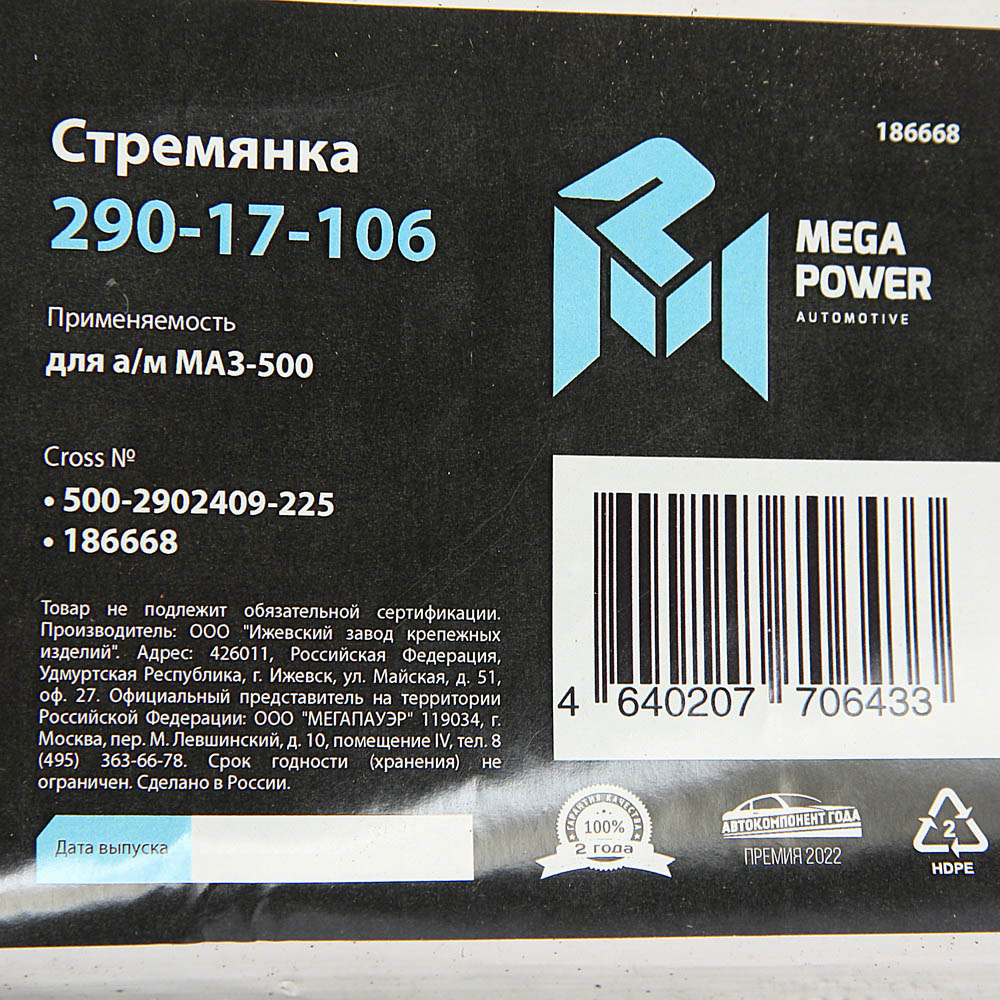 Стремянка
290-17-106
Применяемость
для а/м МАЗ-500
Cross №
• 500-2902409-225
• 186668
Товар не подлежит обязательной сертификации.
Производитель: ООО "Ижевский завод крепежных
изделий". Адрес: 426011, Российская Федерация,
Удмуртская Республика, г. Ижевск, ул. Майская, д. 51,
оф. 27. Официальный представитель на территории
Российской Федерации: ООО "МЕГАПАУЭР" 119034, г.
Москва, пер. М. Левшинский, д. 10, помещение IV, тел. 8
(495) 363-66-78. Срок годности (хранения) не
ограничен. Сделано в России.
Дата выпуска
186668
MEGA
POWER
AUTOMOTIVE
4 640207 706433
ГАРАНТИЯ КАЧЕСТВА
100%
2 года
АВТОКОМПОНЕНТ ГОДА
ПРЕМИЯ 2022
2
HDPE